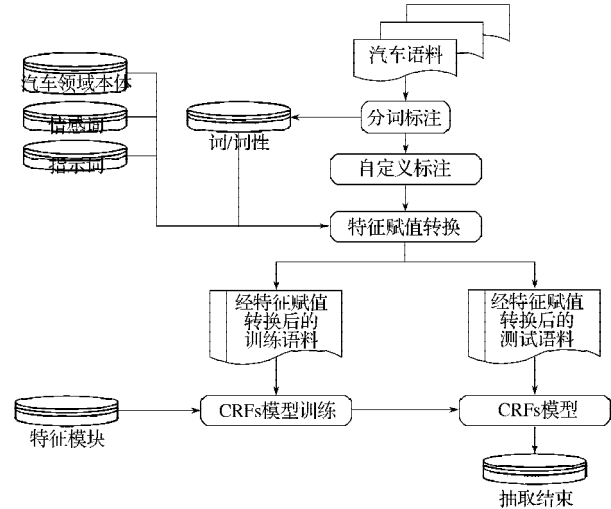 汽车语料
汽车领域本体
分词标注
情感词
词/词性
指示词
自定义标注
特征赋值转换
经特征赋值
转换后的
训练语料
经特征赋值
转换后的
测试语料
CRFs模型训练
CRFs模型
特征模块
抽取结束